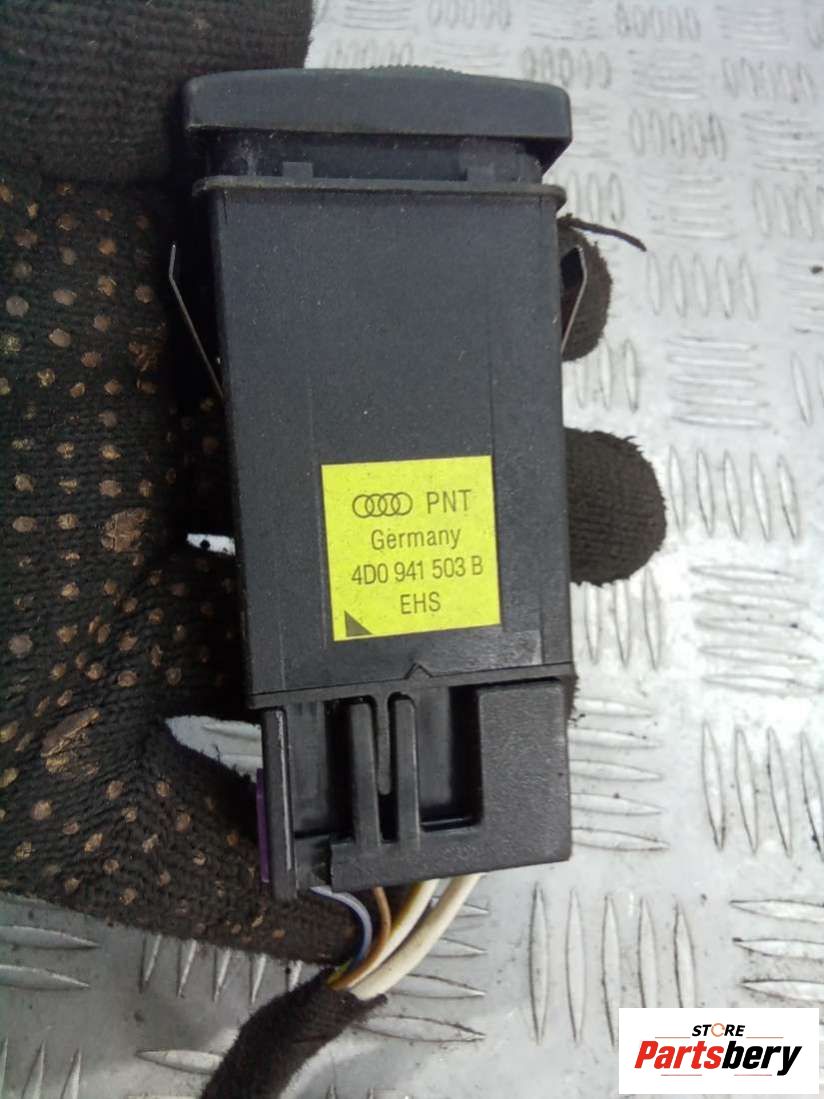 PNT
Germany
4D0 941 503 B
EHS
STORE
Partsbery